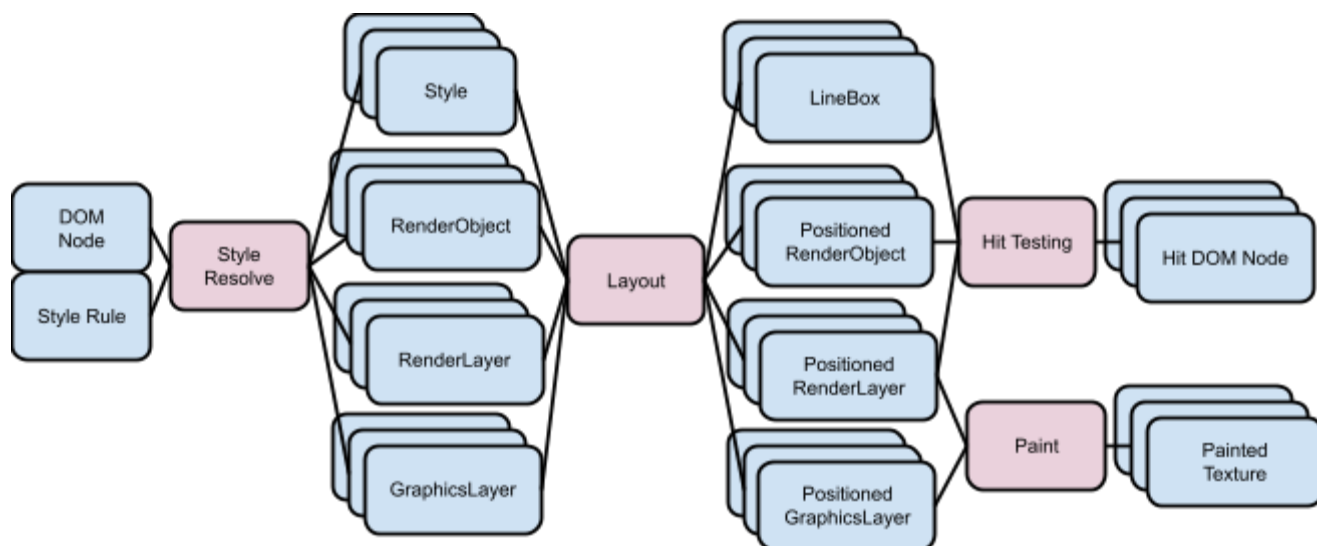 DOM
Node
Style Rule
Style
Resolve
Style
RenderObject
RenderLayer
GraphicsLayer
Layout
LineBox
Positioned
RenderObject
Positioned
RenderLayer
Positioned
GraphicsLayer
Hit Testing
Paint
Hit DOM Node
Painted
Texture